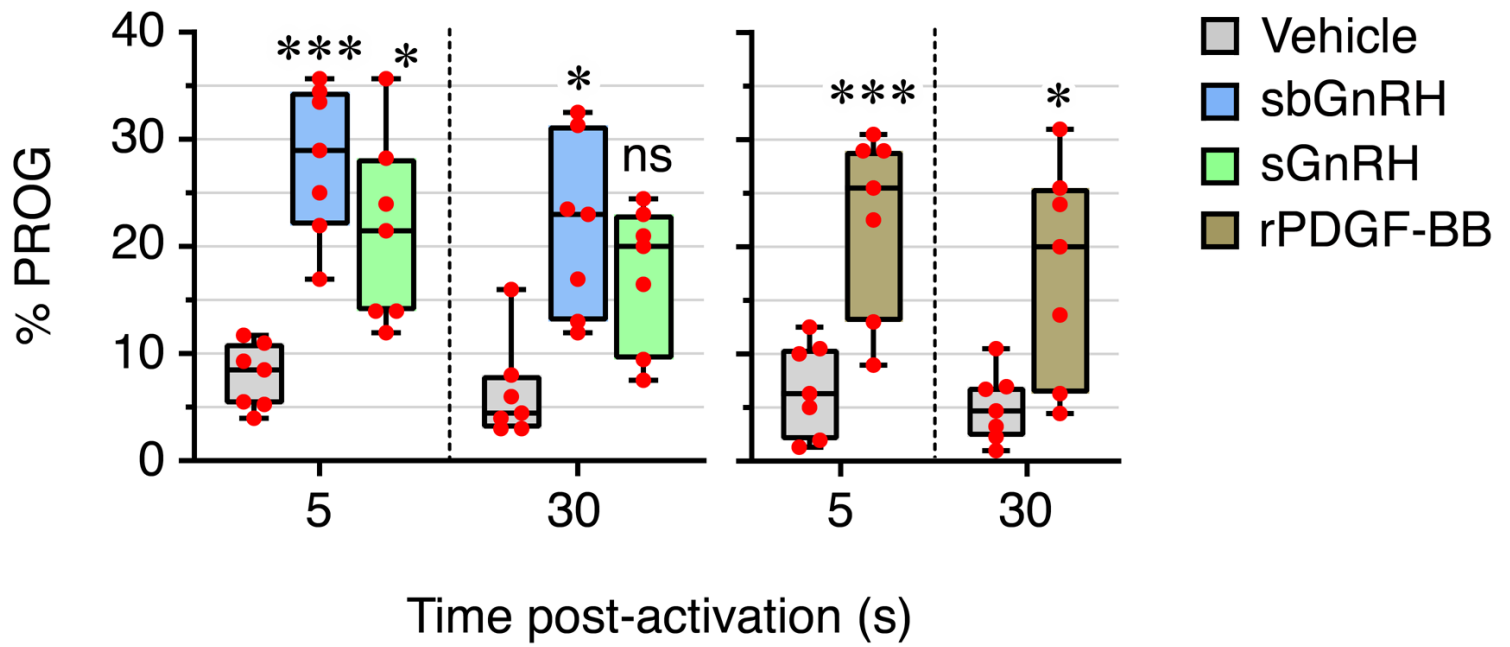 % PROG
40
30
20
10
0
*** *
* ns
***
*
5 30
5 30
Time post-activation (s)
Vehicle
sbGnRH
sGnRH
rPDGF-BB